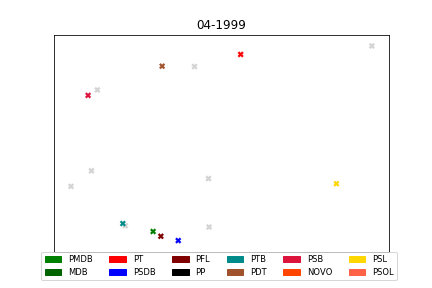 04-1999
PMDB PT PFL PTB PSB PSL
MDB PSDB PP PDT NOVO PSOL